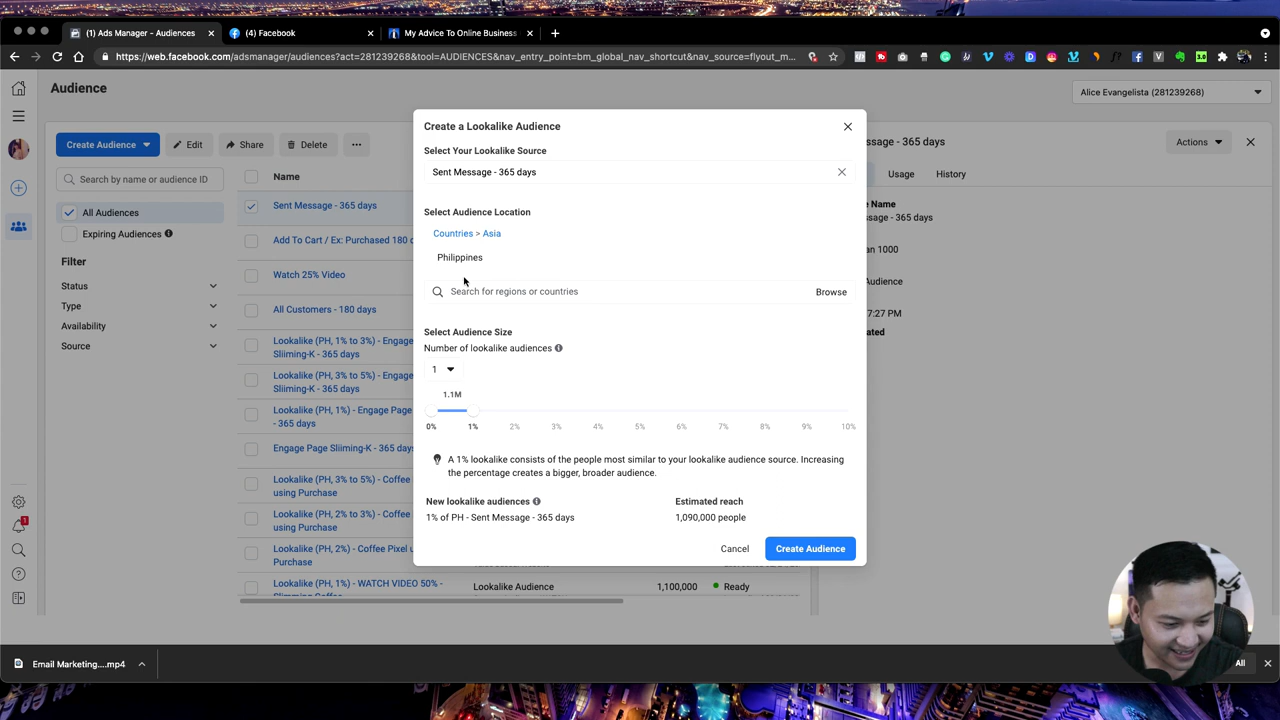 (1) Ads Manager - Audiences
(4) Facebook
My Advice To Online Business
https://web.facebook.com/adsmanager/audiences?act=281239268&tool=AUDIENCES&nav_entry_point=bm_global_nav_shortcut&nav_source=flyout_m...
Audience
Alice Evangelista (281239268)
Create Audience
Edit
Share
Delete
Search by name or audience ID
All Audiences
Expiring Audiences
Filter
Status
Type
Availability
Source
Name
Sent Message - 365 days
Add To Cart / Ex: Purchased 180 d
Watch 25% Video
All Customers - 180 days
Lookalike (PH, 1% to 3%) - Engage
Sliiming-K - 365 days
Lookalike (PH, 3% to 5%) - Engage
Sliiming-K - 365 days
Lookalike (PH, 1%) - Engage Page
- 365 days
Engage Page Sliiming-K - 365 days
Lookalike (PH, 3% to 5%) - Coffee
using Purchase
Lookalike (PH, 2% to 3%) - Coffee
using Purchase
Lookalike (PH, 2%) - Coffee Pixel u
Purchase
Lookalike (PH, 1%) - WATCH VIDEO 50% -
Lookalike Audience
1,100,000
Ready
Create a Lookalike Audience
Select Your Lookalike Source
Sent Message - 365 days
Select Audience Location
Countries > Asia
Philippines
Search for regions or countries
Browse
Select Audience Size
Number of lookalike audiences
1
1.1M
0% 1% 2% 3% 4% 5% 6% 7% 8% 9% 10%
A 1% lookalike consists of the people most similar to your lookalike audience source. Increasing
the percentage creates a bigger, broader audience.
New lookalike audiences
Estimated reach
1% of PH - Sent Message - 365 days
1,090,000 people
Cancel
Create Audience
ssage - 365 days
Actions
Usage
History
e Name
ssage - 365 days
an 1000
Audience
7:27 PM
ated
Email Marketing....mp4
All